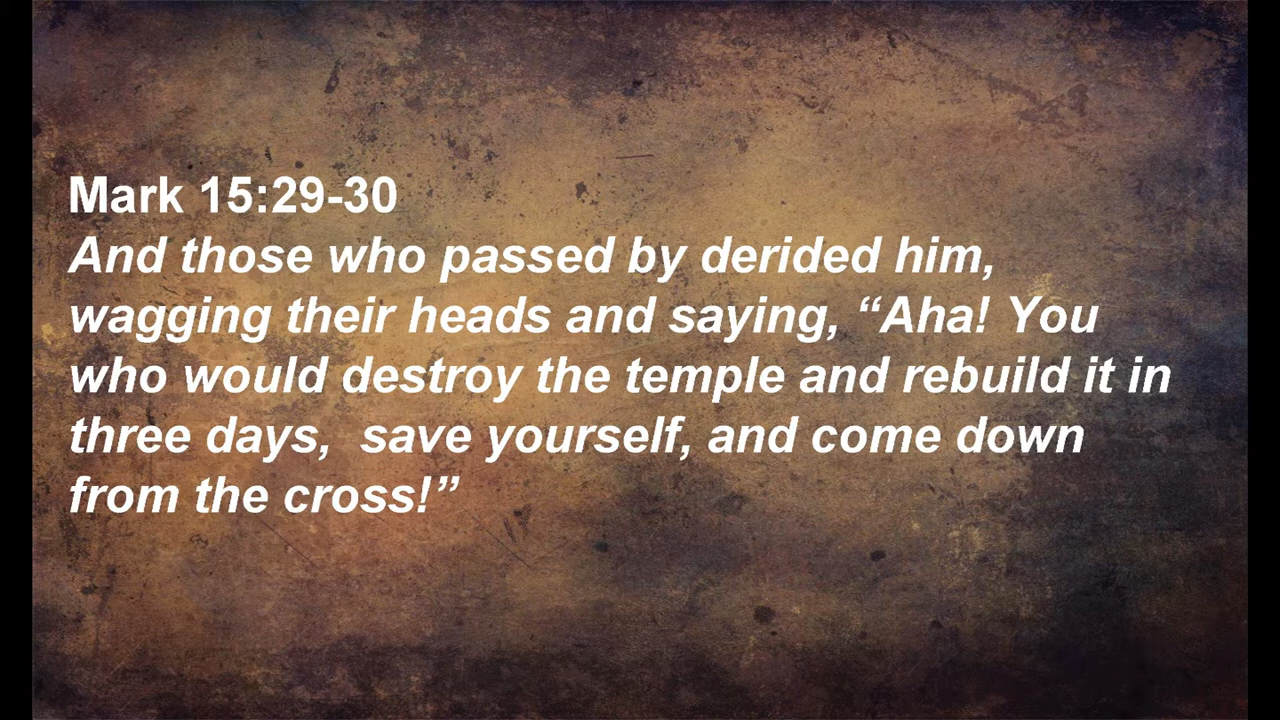 Mark 15:29-30
And those who passed by derided him,
wagging their heads and saying, “Aha! You
who would destroy the temple and rebuild it in
three days,  save yourself, and come down
from the cross!”